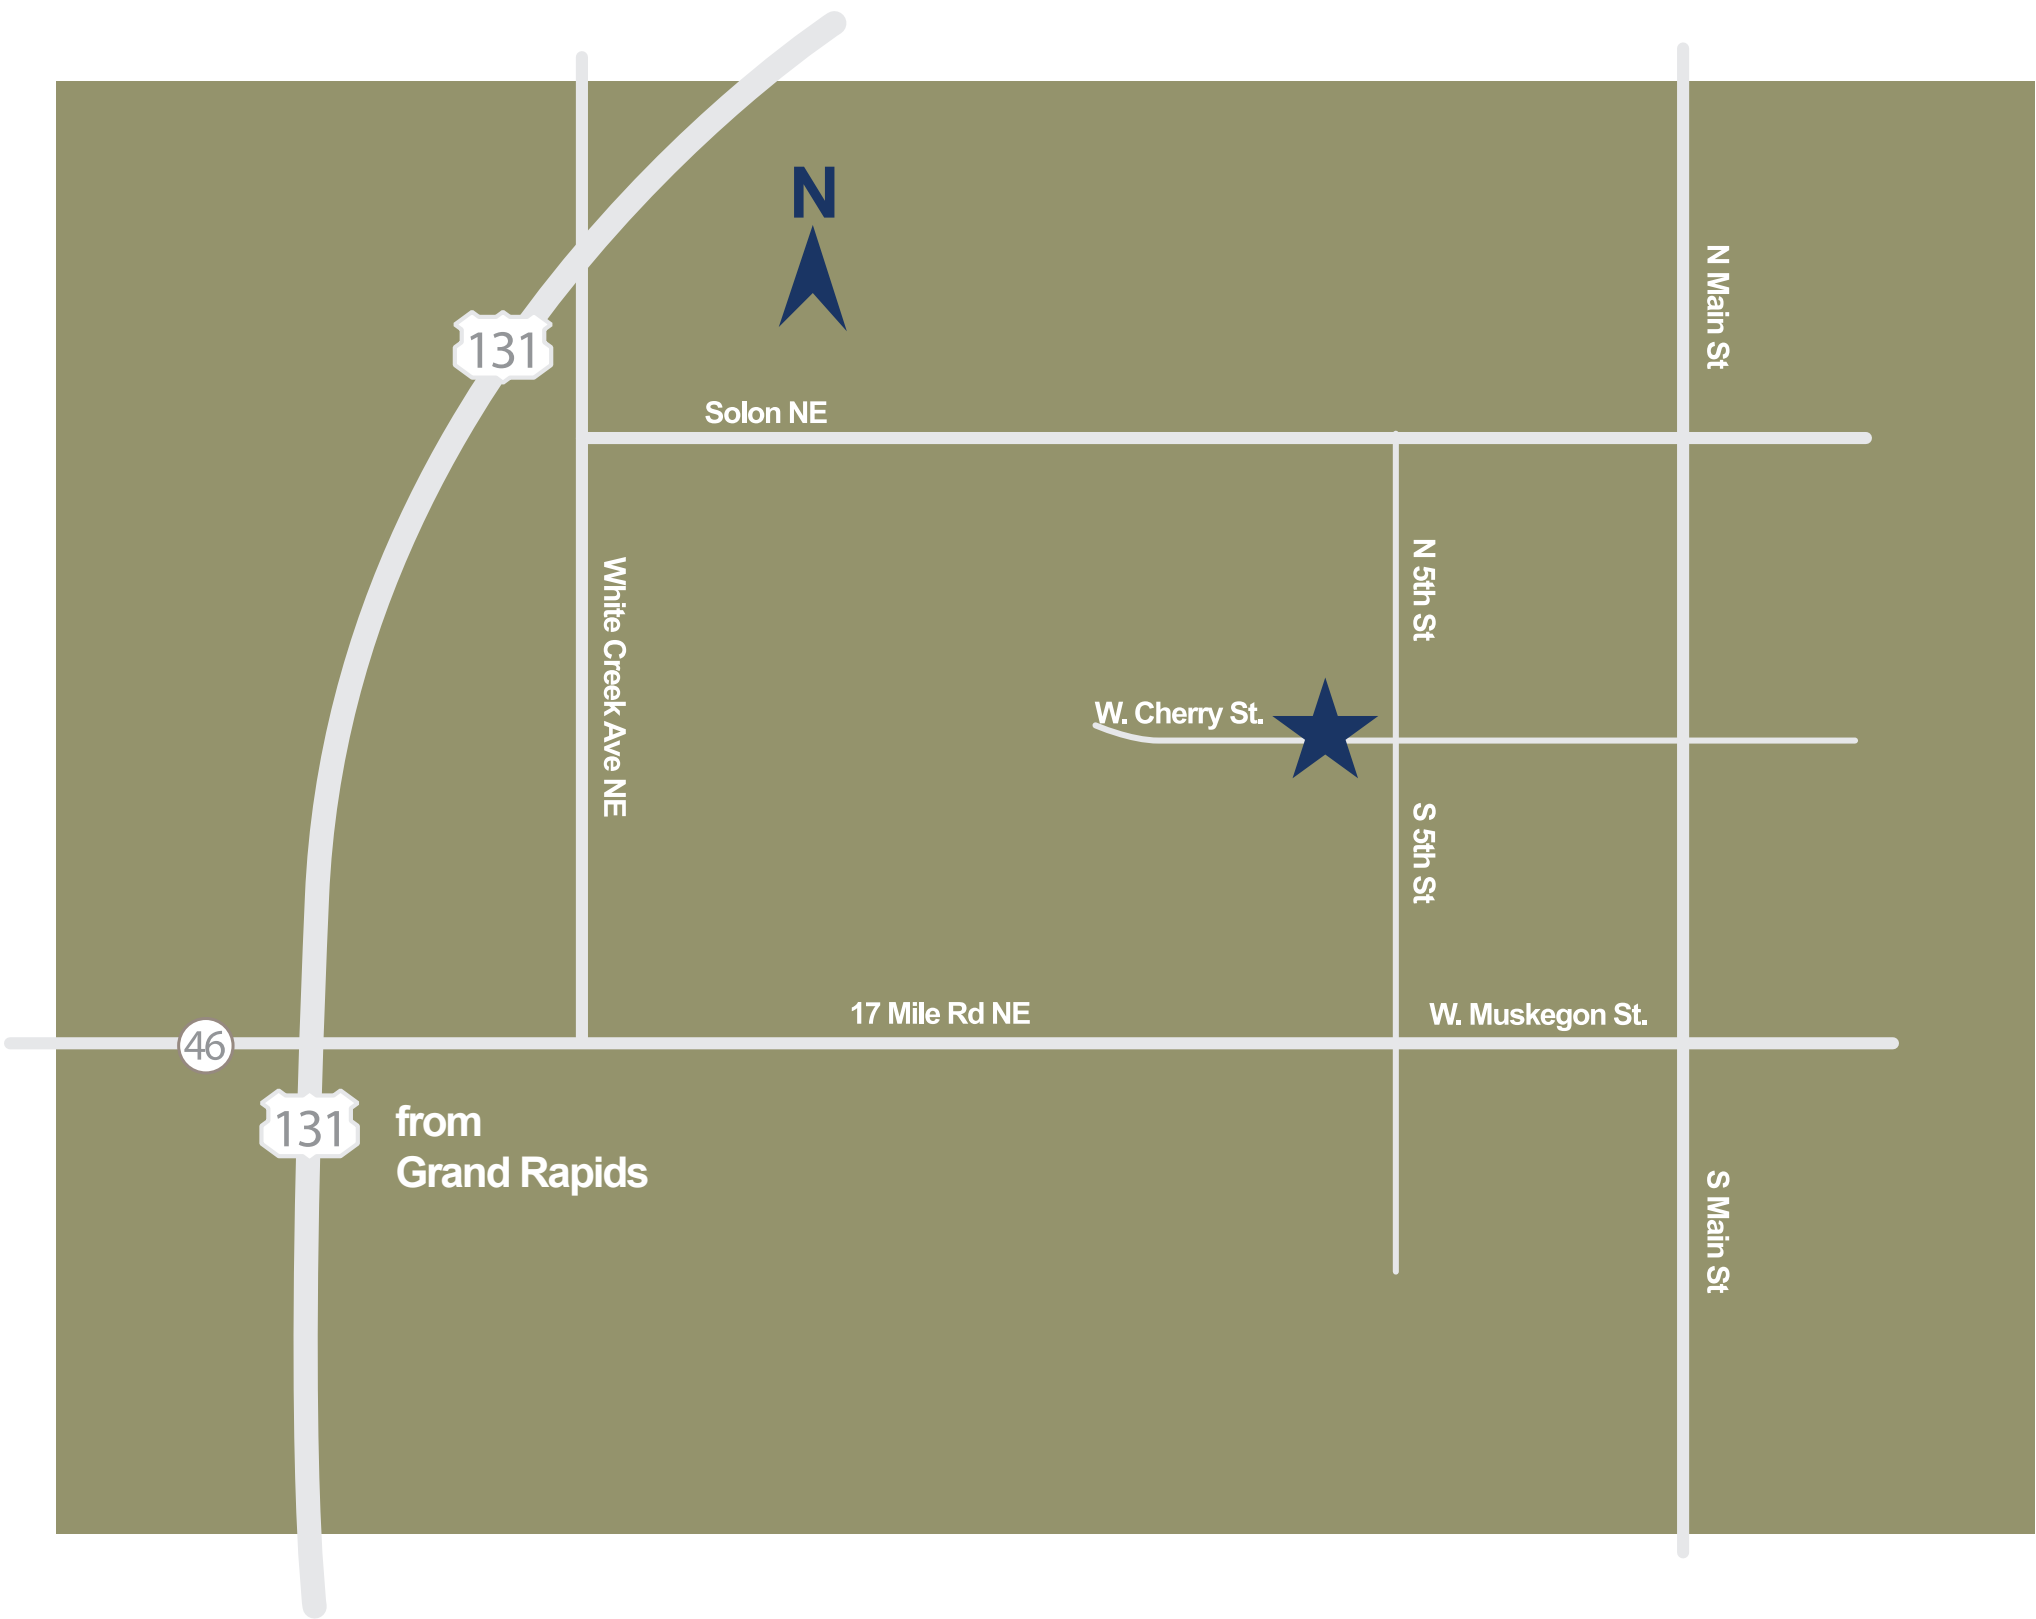 N
N Main St
131
Solon NE
N 5th St
White Creek Ave NE
W. Cherry St.
S 5th St
17 Mile Rd NE
W. Muskegon St.
46
131
from
Grand Rapids
S Main St